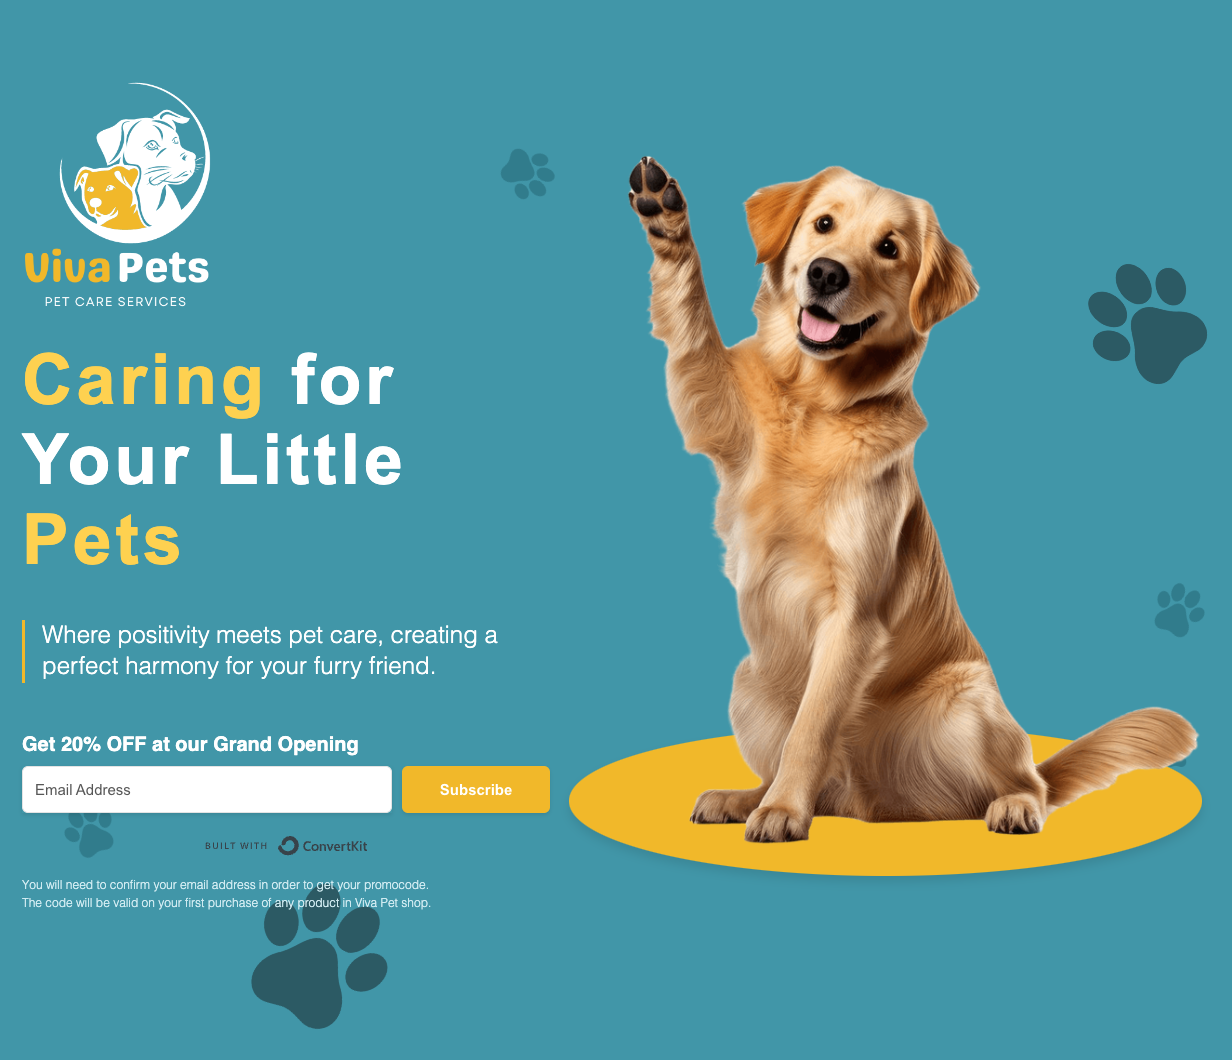 Viva Pets
PET CARE SERVICES
Caring for
Your Little
Pets
Where positivity meets pet care, creating a
perfect harmony for your furry friend.
Get 20% OFF at our Grand Opening
Email Address
Subscribe
BUILT WITH ConvertKit
You will need to confirm your email address in order to get your promocode.
The code will be valid on your first purchase of any product in Viva Pet shop.